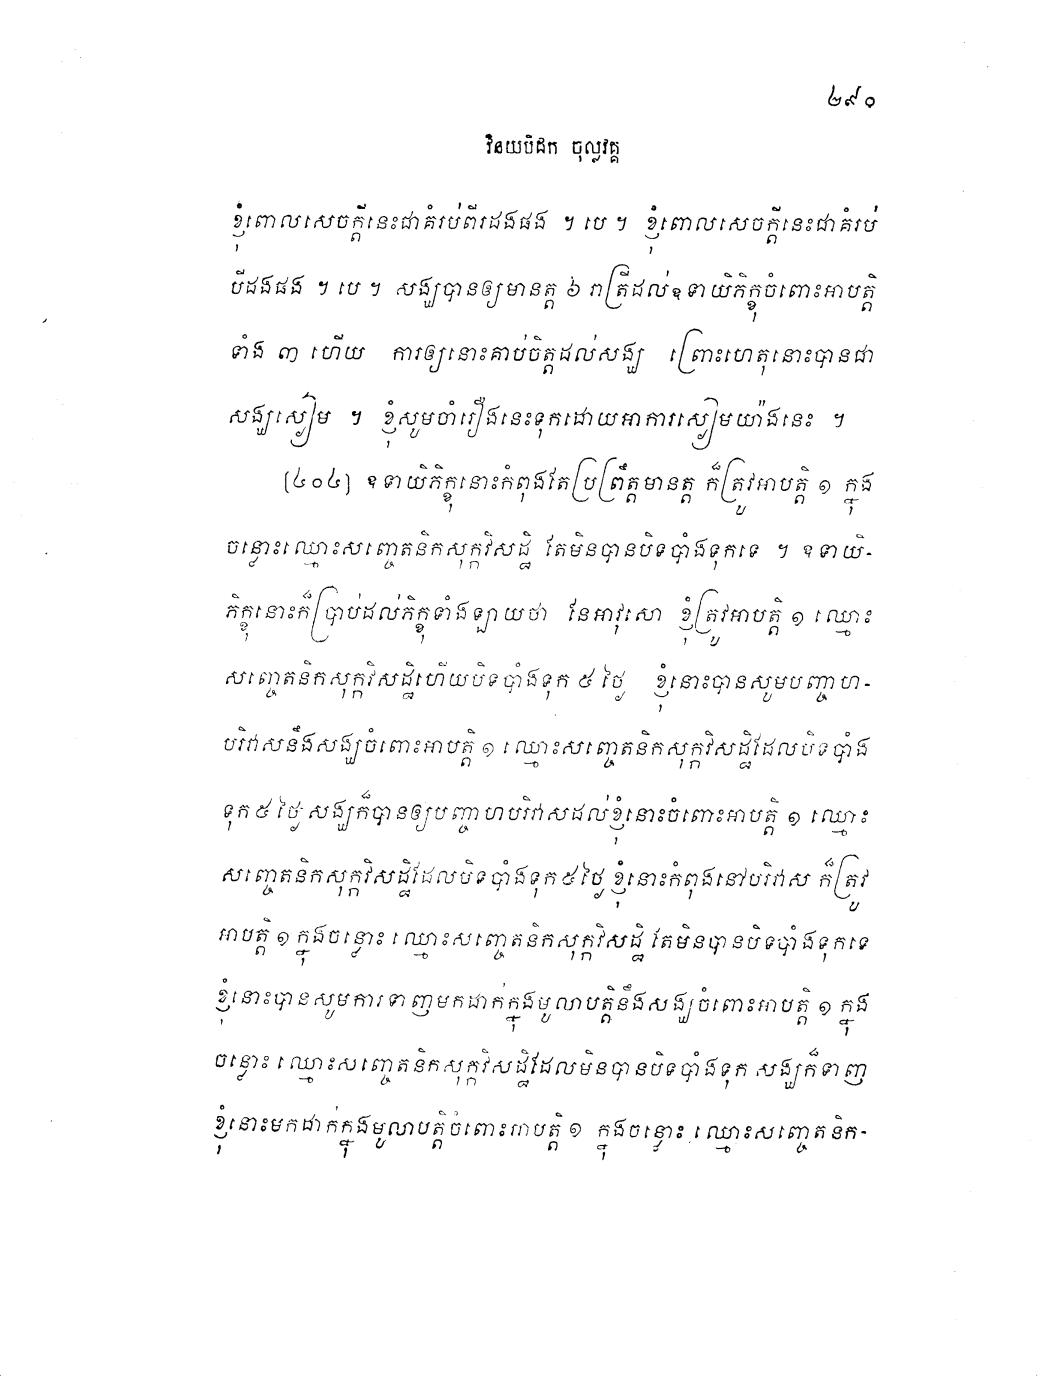 ២៩០
វិនយបិដក ចុល្លវគ្គ
ខ្ញុំពោលសេចក្តីនេះជាគំរប់ពីរដងផង ។ បេ ។ ខ្ញុំពោលសេចក្តីនេះជាគំរប់
បីដងផង ។ បេ ។ សង្ឃបានឲ្យមានត្ត ៦ រាត្រីដល់ឧទាយិភិក្ខុចំពោះអាបត្តិ
ទាំង ៣ ហើយ ការឲ្យនោះគាប់ចិត្តដល់សង្ឃ ព្រោះហេតុនោះបានជា
សង្ឃស្ងៀម ។ ខ្ញុំសូមចាំរឿងនេះទុកដោយអាការស្ងៀមយ៉ាងនេះ ។
[៤០៤] ឧទាយិភិក្ខុនោះកំពុងតែប្រព្រឹត្តមានត្ត ក៏ត្រូវអាបត្តិ ១ ក្នុង
ចន្លោះឈ្មោះសញ្ចេតនិកសុក្កវិសដ្ឋិ តែមិនបានបិទបាំងទុកទេ ។ ឧទាយិ-
ភិក្ខុនោះក៏ប្រាប់ដល់ភិក្ខុទាំងឡាយថា នែអាវុសោ ខ្ញុំត្រូវអាបត្តិ ១ ឈ្មោះ
សញ្ចេតនិកសុក្កវិសដ្ឋិហើយបិទបាំងទុក ៥ ថ្ងៃ ខ្ញុំនោះបានសូមបញ្ចាហ-
បរិវាសនឹងសង្ឃចំពោះអាបត្តិ ១ ឈ្មោះសញ្ចេតនិកសុក្កវិសដ្ឋិដែលបិទបាំង
ទុក ៥ ថ្ងៃ សង្ឃក៏បានឲ្យបញ្ចាហបរិវាសដល់ខ្ញុំនោះចំពោះអាបត្តិ ១ ឈ្មោះ
សញ្ចេតនិកសុក្កវិសដ្ឋិដែលបិទបាំងទុក ៥ ថ្ងៃ ខ្ញុំនោះកំពុងនៅបរិវាស ក៏ត្រូវ
អាបត្តិ ១ ក្នុងចន្លោះ ឈ្មោះសញ្ចេតនិកសុក្កវិសដ្ឋិ តែមិនបានបិទបាំងទុកទេ
ខ្ញុំនោះបានសូមការទាញមកដាក់ក្នុងមូលាបត្តិនឹងសង្ឃចំពោះអាបត្តិ ១ ក្នុង
ចន្លោះ ឈ្មោះសញ្ចេតនិកសុក្កវិសដ្ឋិដែលមិនបានបិទបាំងទុក សង្ឃក៏ទាញ
ខ្ញុំនោះមកដាក់ក្នុងមូលាបត្តិចំពោះអាបត្តិ ១ ក្នុងចន្លោះ ឈ្មោះសញ្ចេតនិក-